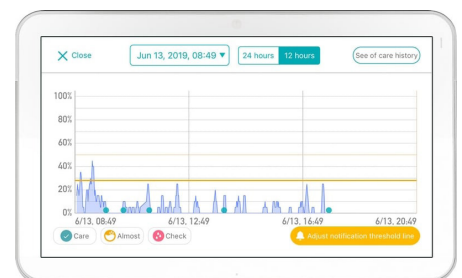 Close
Jun 13, 2019, 08:49 ▼
24 hours
12 hours
See of care history
100%
80%
60%
40%
20%
0%
6/13, 08:49
6/13, 12:49
6/13, 16:49
6/13, 20:49
Care
Almost
Check
Adjust notification threshold line